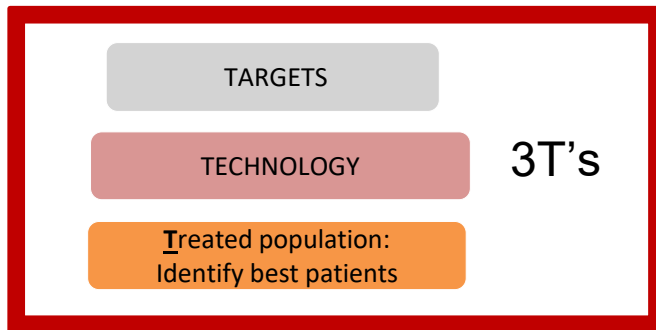 TARGETS
TECHNOLOGY
3T's
Treated population:
Identify best patients